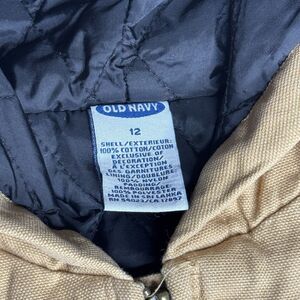 OLD NAVY
12
SHELL/EXTERIEUR:
100% COTTON/COTON
EXCLUSIVE OF
DECORATION/
A L'EXCEPTION
DES GARNITURES
LINING/DOUBLURE:
100% NYLON
PADDING/
REMBOURRAGE:
100% POLYESTER
MADE IN SRI LANKA
RN 54023/CA 17897